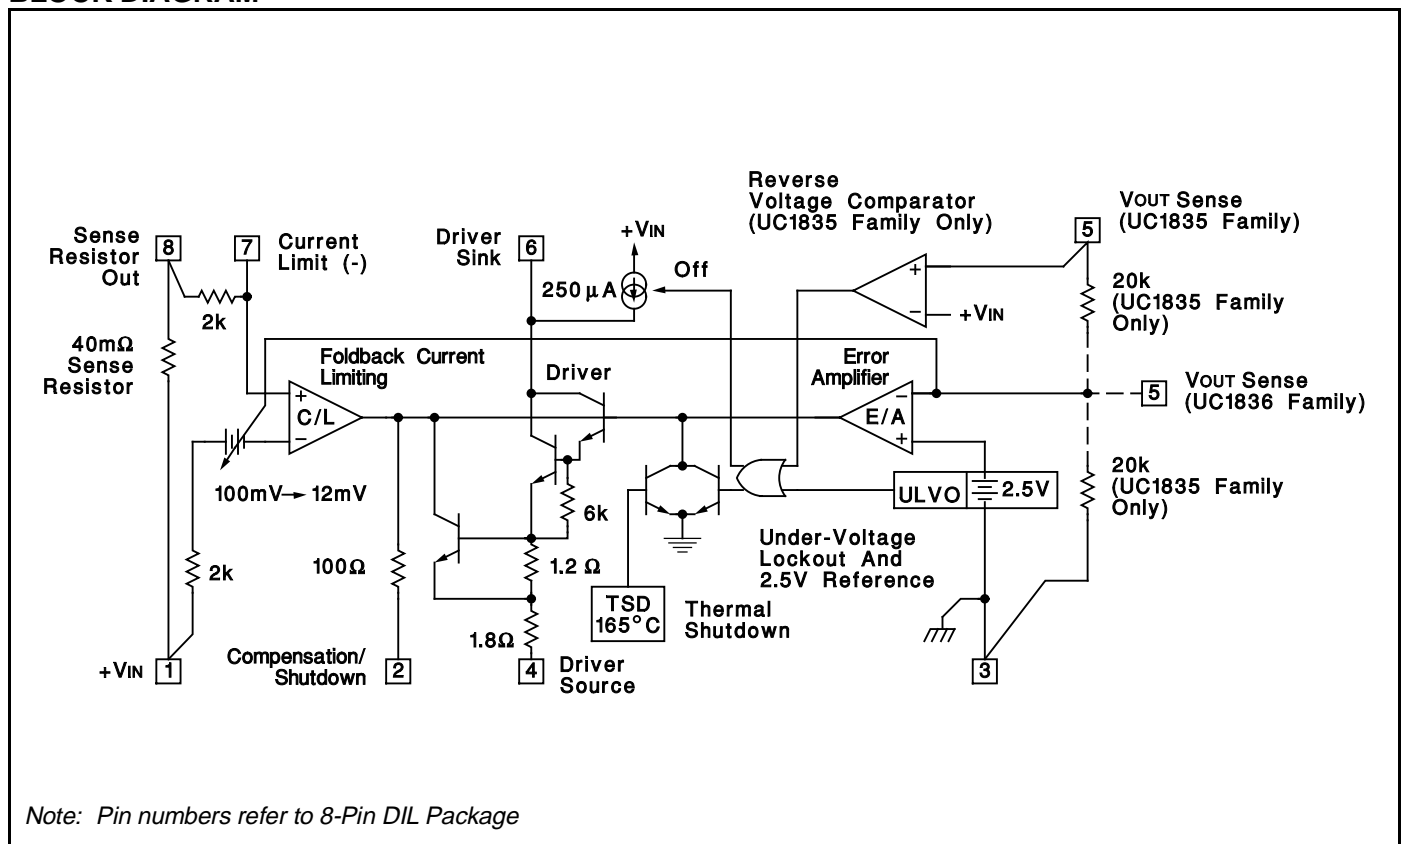 Reverse
Voltage Comparator
(UC1835 Family Only)
VOUT Sense
(UC1835 Family)
Sense
Resistor
Out
8
7
Current
Limit (-)
Driver
Sink
6
+VIN
Off
250 μA
5
+
−
+VIN
20k
(UC1835 Family
Only)
2k
40mΩ
Sense
Resistor
Foldback Current
Limiting
Driver
Error
Amplifier
+
C/L
−
−
E/A
+
5
VOUT Sense
(UC1836 Family)
100mV→ 12mV
6k
ULVO
2.5V
20k
(UC1835 Family
Only)
Under-Voltage
Lockout And
2.5V Reference
2k
100Ω
1.2 Ω
TSD
165°C
Thermal
Shutdown
1.8Ω
+VIN
1
Compensation/
Shutdown
2
4
Driver
Source
3
Note: Pin numbers refer to 8-Pin DIL Package